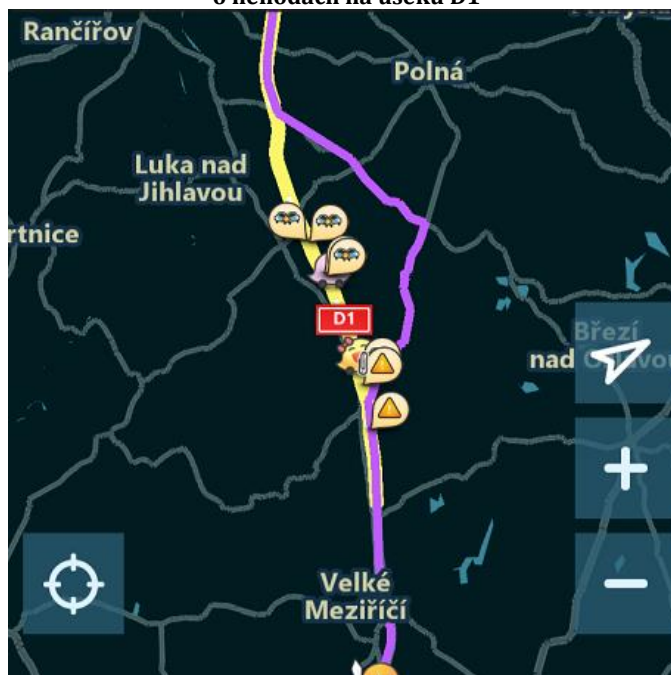 o nehodách na úseku D1
Rančířov
Polná
Luka nad
Jihlavou
rtnice
D1
Březí
nad
Velké
Meziříčí